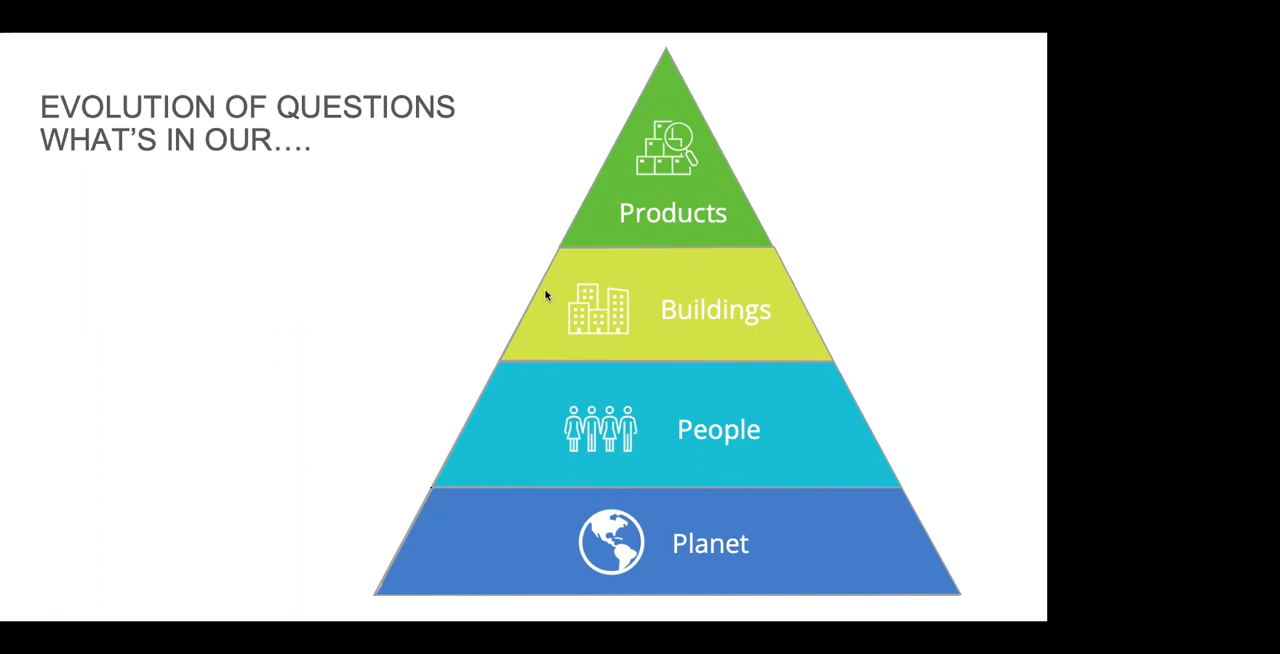 EVOLUTION OF QUESTIONS
WHAT’S IN OUR….
Products
Buildings
People
Planet